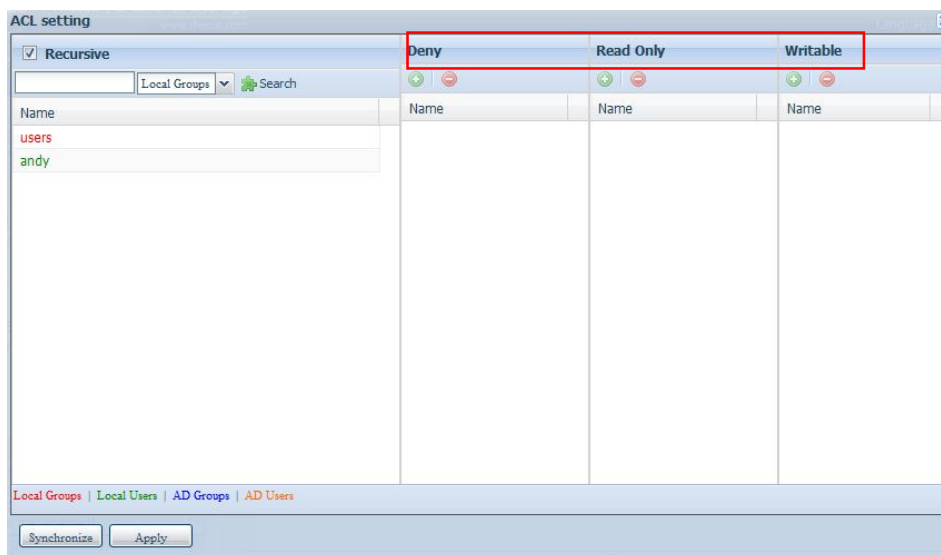 ACL setting
Recursive
Deny
Read Only
Writable
Local Groups
Search
Name
Name
Name
Name
users
andy
Local Groups | Local Users | AD Groups | AD Users
Synchronize
Apply